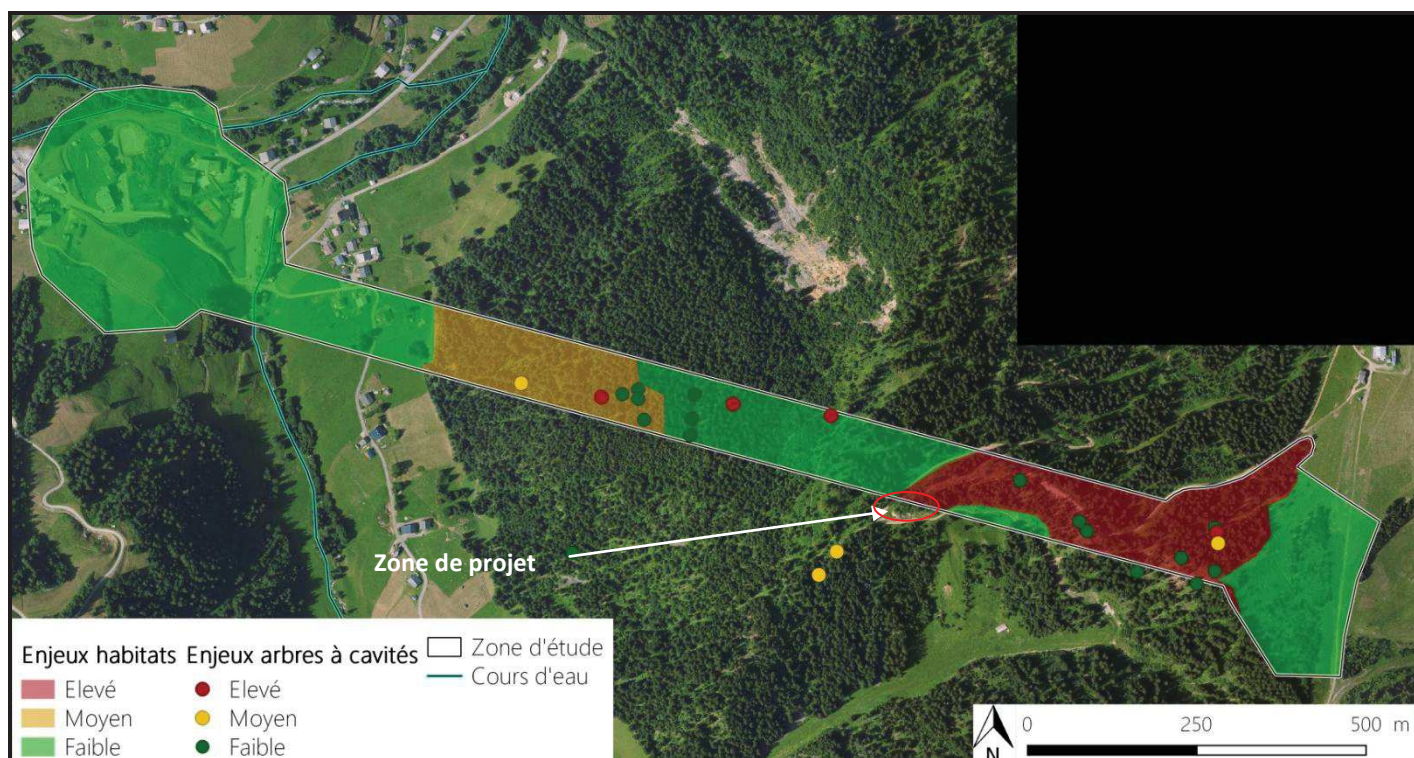 Zone de projet
Enjeux habitats
Elevé
Moyen
Faible
Enjeux arbres à cavités
Elevé
Moyen
Faible
Zone d'étude
Cours d'eau
N
0 250 500 m